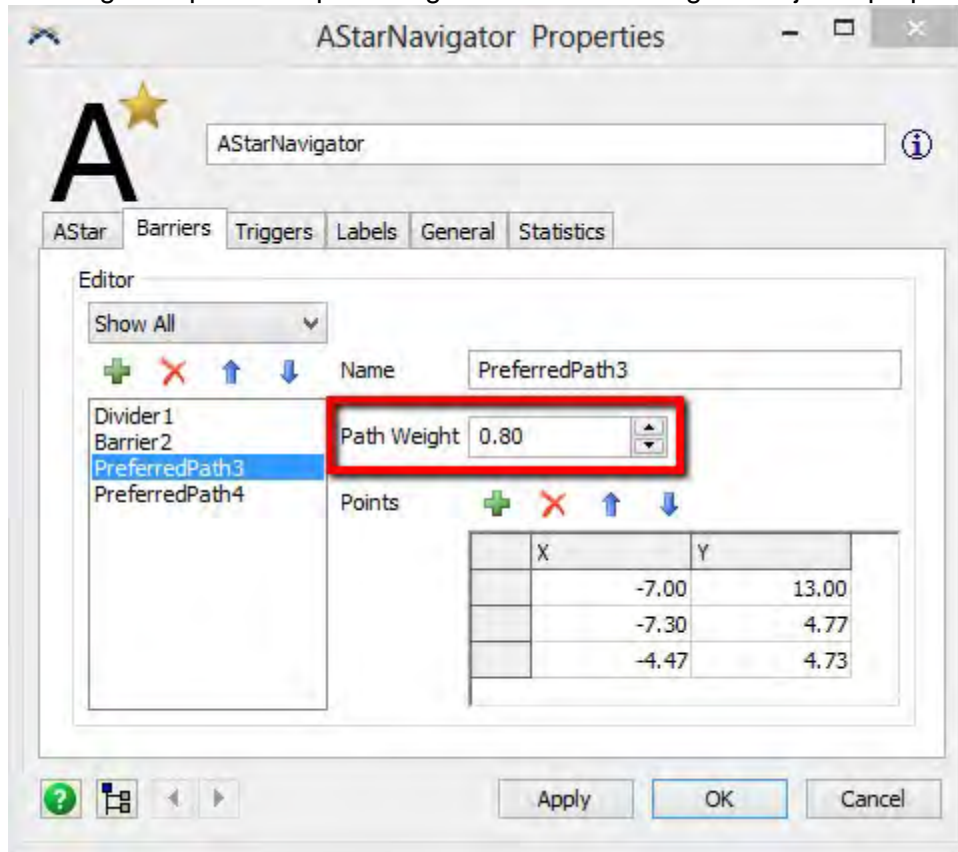 AStarNavigator Properties
A
AStarNavigator
AStar Barriers Triggers Labels General Statistics
Editor
Show All
Name PreferredPath3
Divider1
Barrier2
PreferredPath3
PreferredPath4
Path Weight 0.80
Points
X Y
-7.00 13.00
-7.30 4.77
-4.47 4.73
Apply OK Cancel